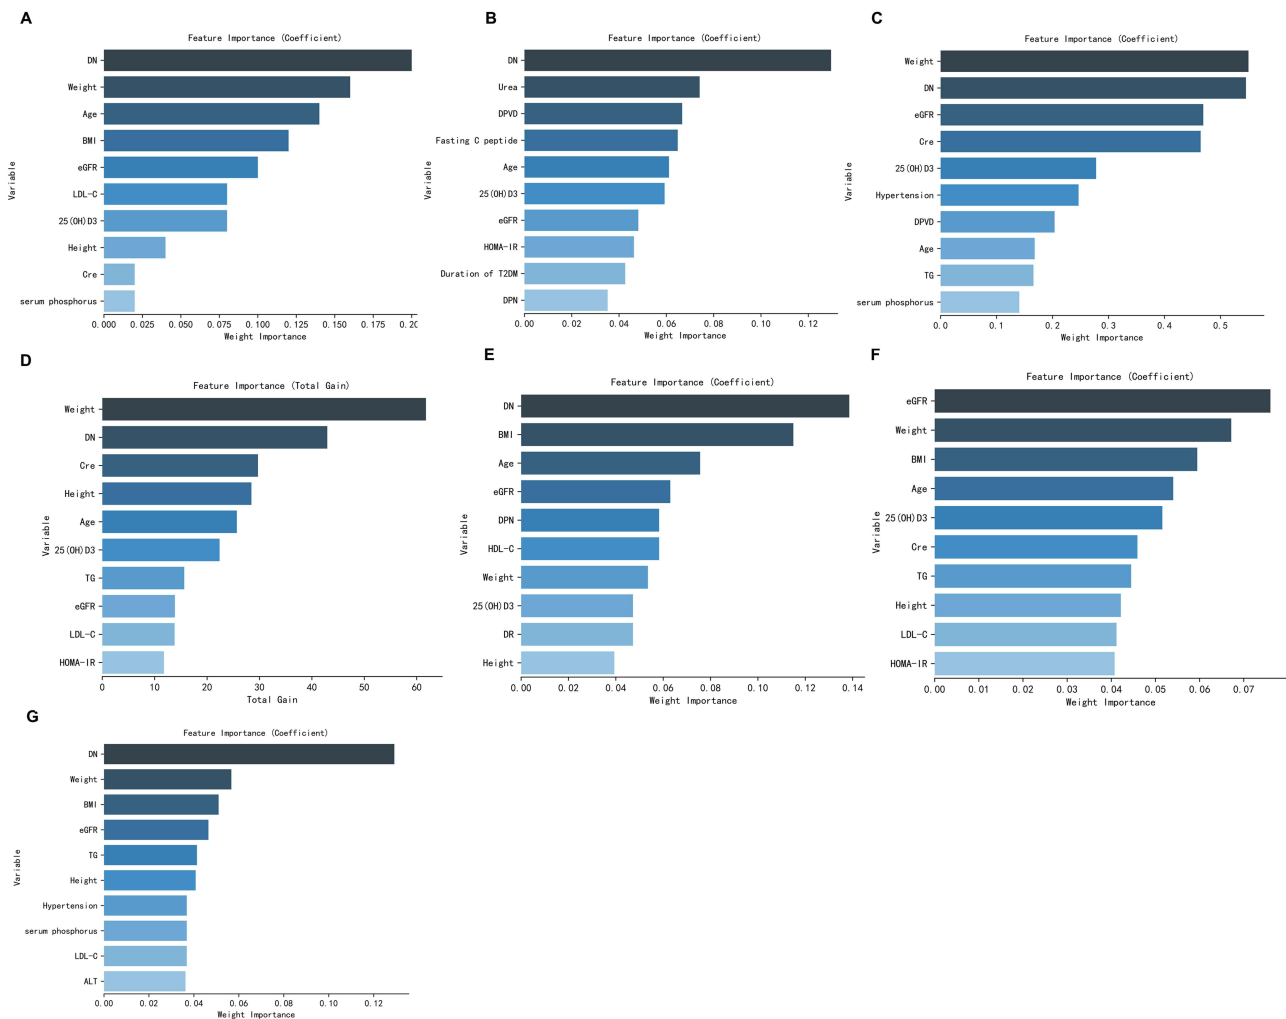 A
Feature Importance (Coefficient)
DN
Weight
Age
BMI
eGFR
LDL-C
25(OH)D3
Height
Cre
serum phosphorus
Variable
0.000 0.025 0.050 0.075 0.100 0.125 0.150 0.175 0.20
Weight Importance
B
Feature Importance (Coefficient)
DN
Urea
DPVD
Fasting C peptide
Age
25(OH)D3
eGFR
HOMA-IR
Duration of T2DM
DPN
Variable
0.00 0.02 0.04 0.06 0.08 0.10 0.12
Weight Importance
C
Feature Importance (Coefficient)
Weight
DN
eGFR
Cre
25(OH)D3
Hypertension
DPVD
Age
TG
serum phosphorus
Variable
0.0 0.1 0.2 0.3 0.4 0.5
Weight Importance
D
Feature Importance (Total Gain)
Weight
DN
Cre
Height
Age
25(OH)D3
TG
eGFR
LDL-C
HOMA-IR
Variable
0 10 20 30 40 50 60
Total Gain
E
Feature Importance (Coefficient)
DN
BMI
Age
eGFR
DPN
HDL-C
Weight
25(OH)D3
DR
Height
Variable
0.00 0.02 0.04 0.06 0.08 0.10 0.12 0.14
Weight Importance
F
Feature Importance (Coefficient)
eGFR
Weight
BMI
Age
25(OH)D3
Cre
TG
Height
LDL-C
HOMA-IR
Variable
0.00 0.01 0.02 0.03 0.04 0.05 0.06 0.07
Weight Importance
G
Feature Importance (Coefficient)
DN
Weight
BMI
eGFR
TG
Height
Hypertension
serum phosphorus
LDL-C
ALT
Variable
0.00 0.02 0.04 0.06 0.08 0.10 0.12
Weight Importance